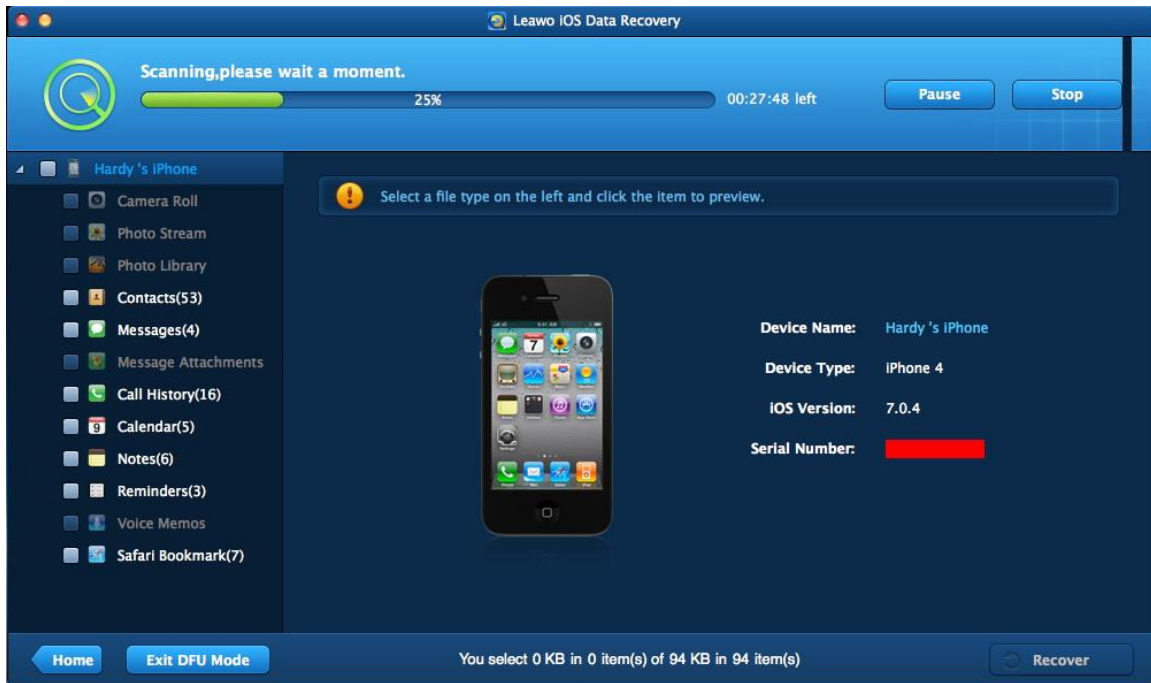 Leawo iOS Data Recovery
Scanning,please wait a moment.
25%
00:27:48 left
Pause
Stop
Hardy 's iPhone
Camera Roll
Photo Stream
Photo Library
Contacts(53)
Messages(4)
Message Attachments
Call History(16)
Calendar(5)
Notes(6)
Reminders(3)
Voice Memos
Safari Bookmark(7)
Select a file type on the left and click the item to preview.
Device Name: Hardy 's iPhone
Device Type: iPhone 4
iOS Version: 7.0.4
Serial Number:
Home
Exit DFU Mode
You select 0 KB in 0 item(s) of 94 KB in 94 item(s)
Recover